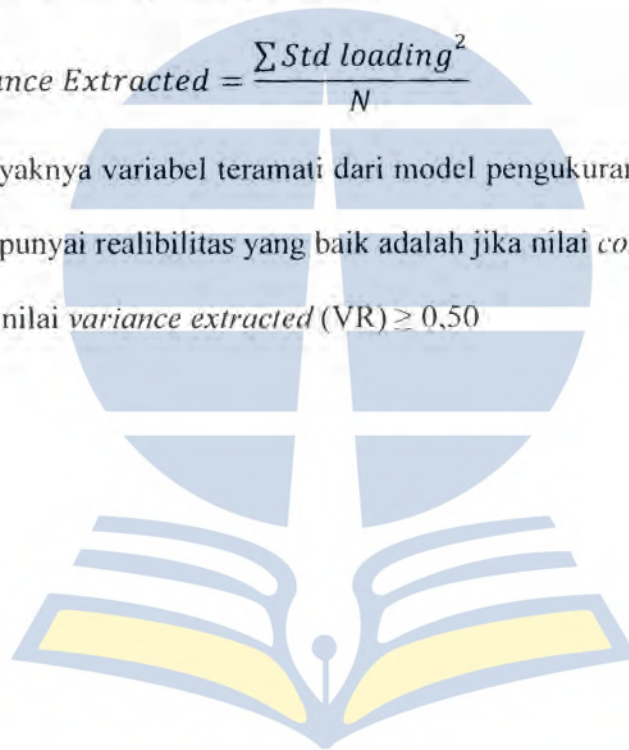 ance Extracted = ∑Std loading² / N
yaknya variabel teramati dari model pengukuran
punyai realibilitas yang baik adalah jika nilai co
nilai variance extracted (VR) ≥ 0,50